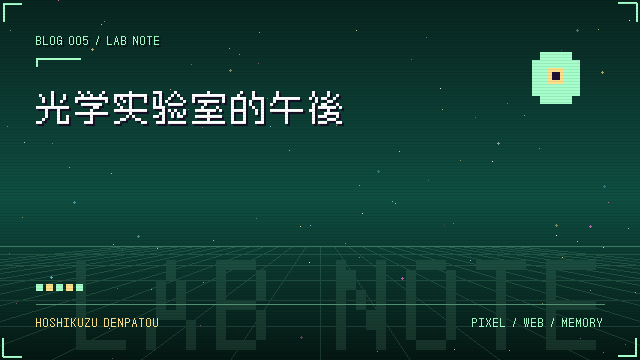 BLOG 005 / LAB NOTE
光学实验室的午後
LAB NOTE
HOSHIKUZU DENPATOU
PIXEL / WEB / MEMORY